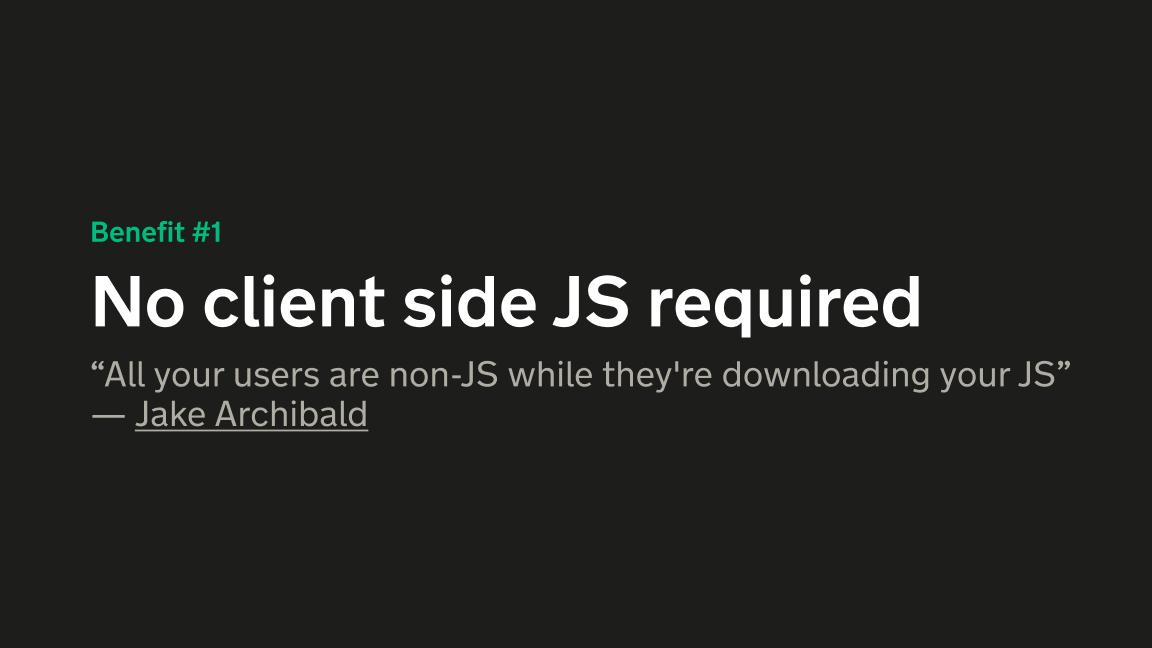 Benefit #1
No client side JS required
“All your users are non-JS while they're downloading your JS”
— Jake Archibald